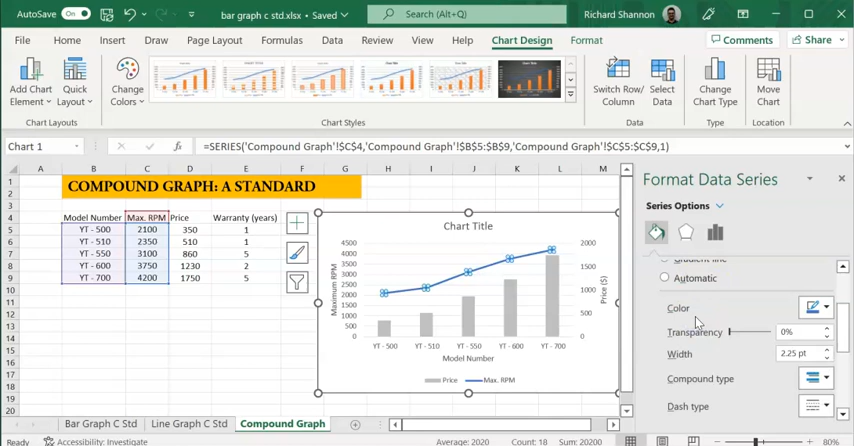 AutoSave On bar graph c std.xlsx • Saved Search (Alt+Q) Richard Shannon
File Home Insert Draw Page Layout Formulas Data Review View Help Chart Design Format Comments Share
Add Chart Element Quick Layout Change Colors Switch Row/ Column Select Data Change Chart Type Move Chart
Chart Layouts Chart Styles Data Type Location
Chart 1 fx =SERIES('Compound Graph'!$C$4,'Compound Graph'!$B$5:$B$9,'Compound Graph'!$C$5:$C$9,1)
A B C D E F G H I J K L M
1 COMPOUND GRAPH: A STANDARD
2
3
4 Model Number Max. RPM Price Warranty (years)
5 YT - 500 2100 350 1
6 YT - 510 2350 510 1
7 YT - 550 3100 860 5
8 YT - 600 3750 1230 2
9 YT - 700 4200 1750 5
10
11
12
13
14
15
16
17
18
19
20
Chart Title
Maximum RPM
4500
4000
3500
3000
2500
2000
1500
1000
500
0
2000
1500
1000
500
0
Price ($)
YT - 500 YT - 510 YT - 550 YT - 600 YT - 700
Model Number
Price Max. RPM
Format Data Series
Series Options
Gradient line
Automatic
Color
Transparency 0%
Width 2.25 pt
Compound type
Dash type
Bar Graph C Std Line Graph C Std Compound Graph
Ready Accessibility: Investigate Average: 2020 Count: 18 Sum: 20200 80%